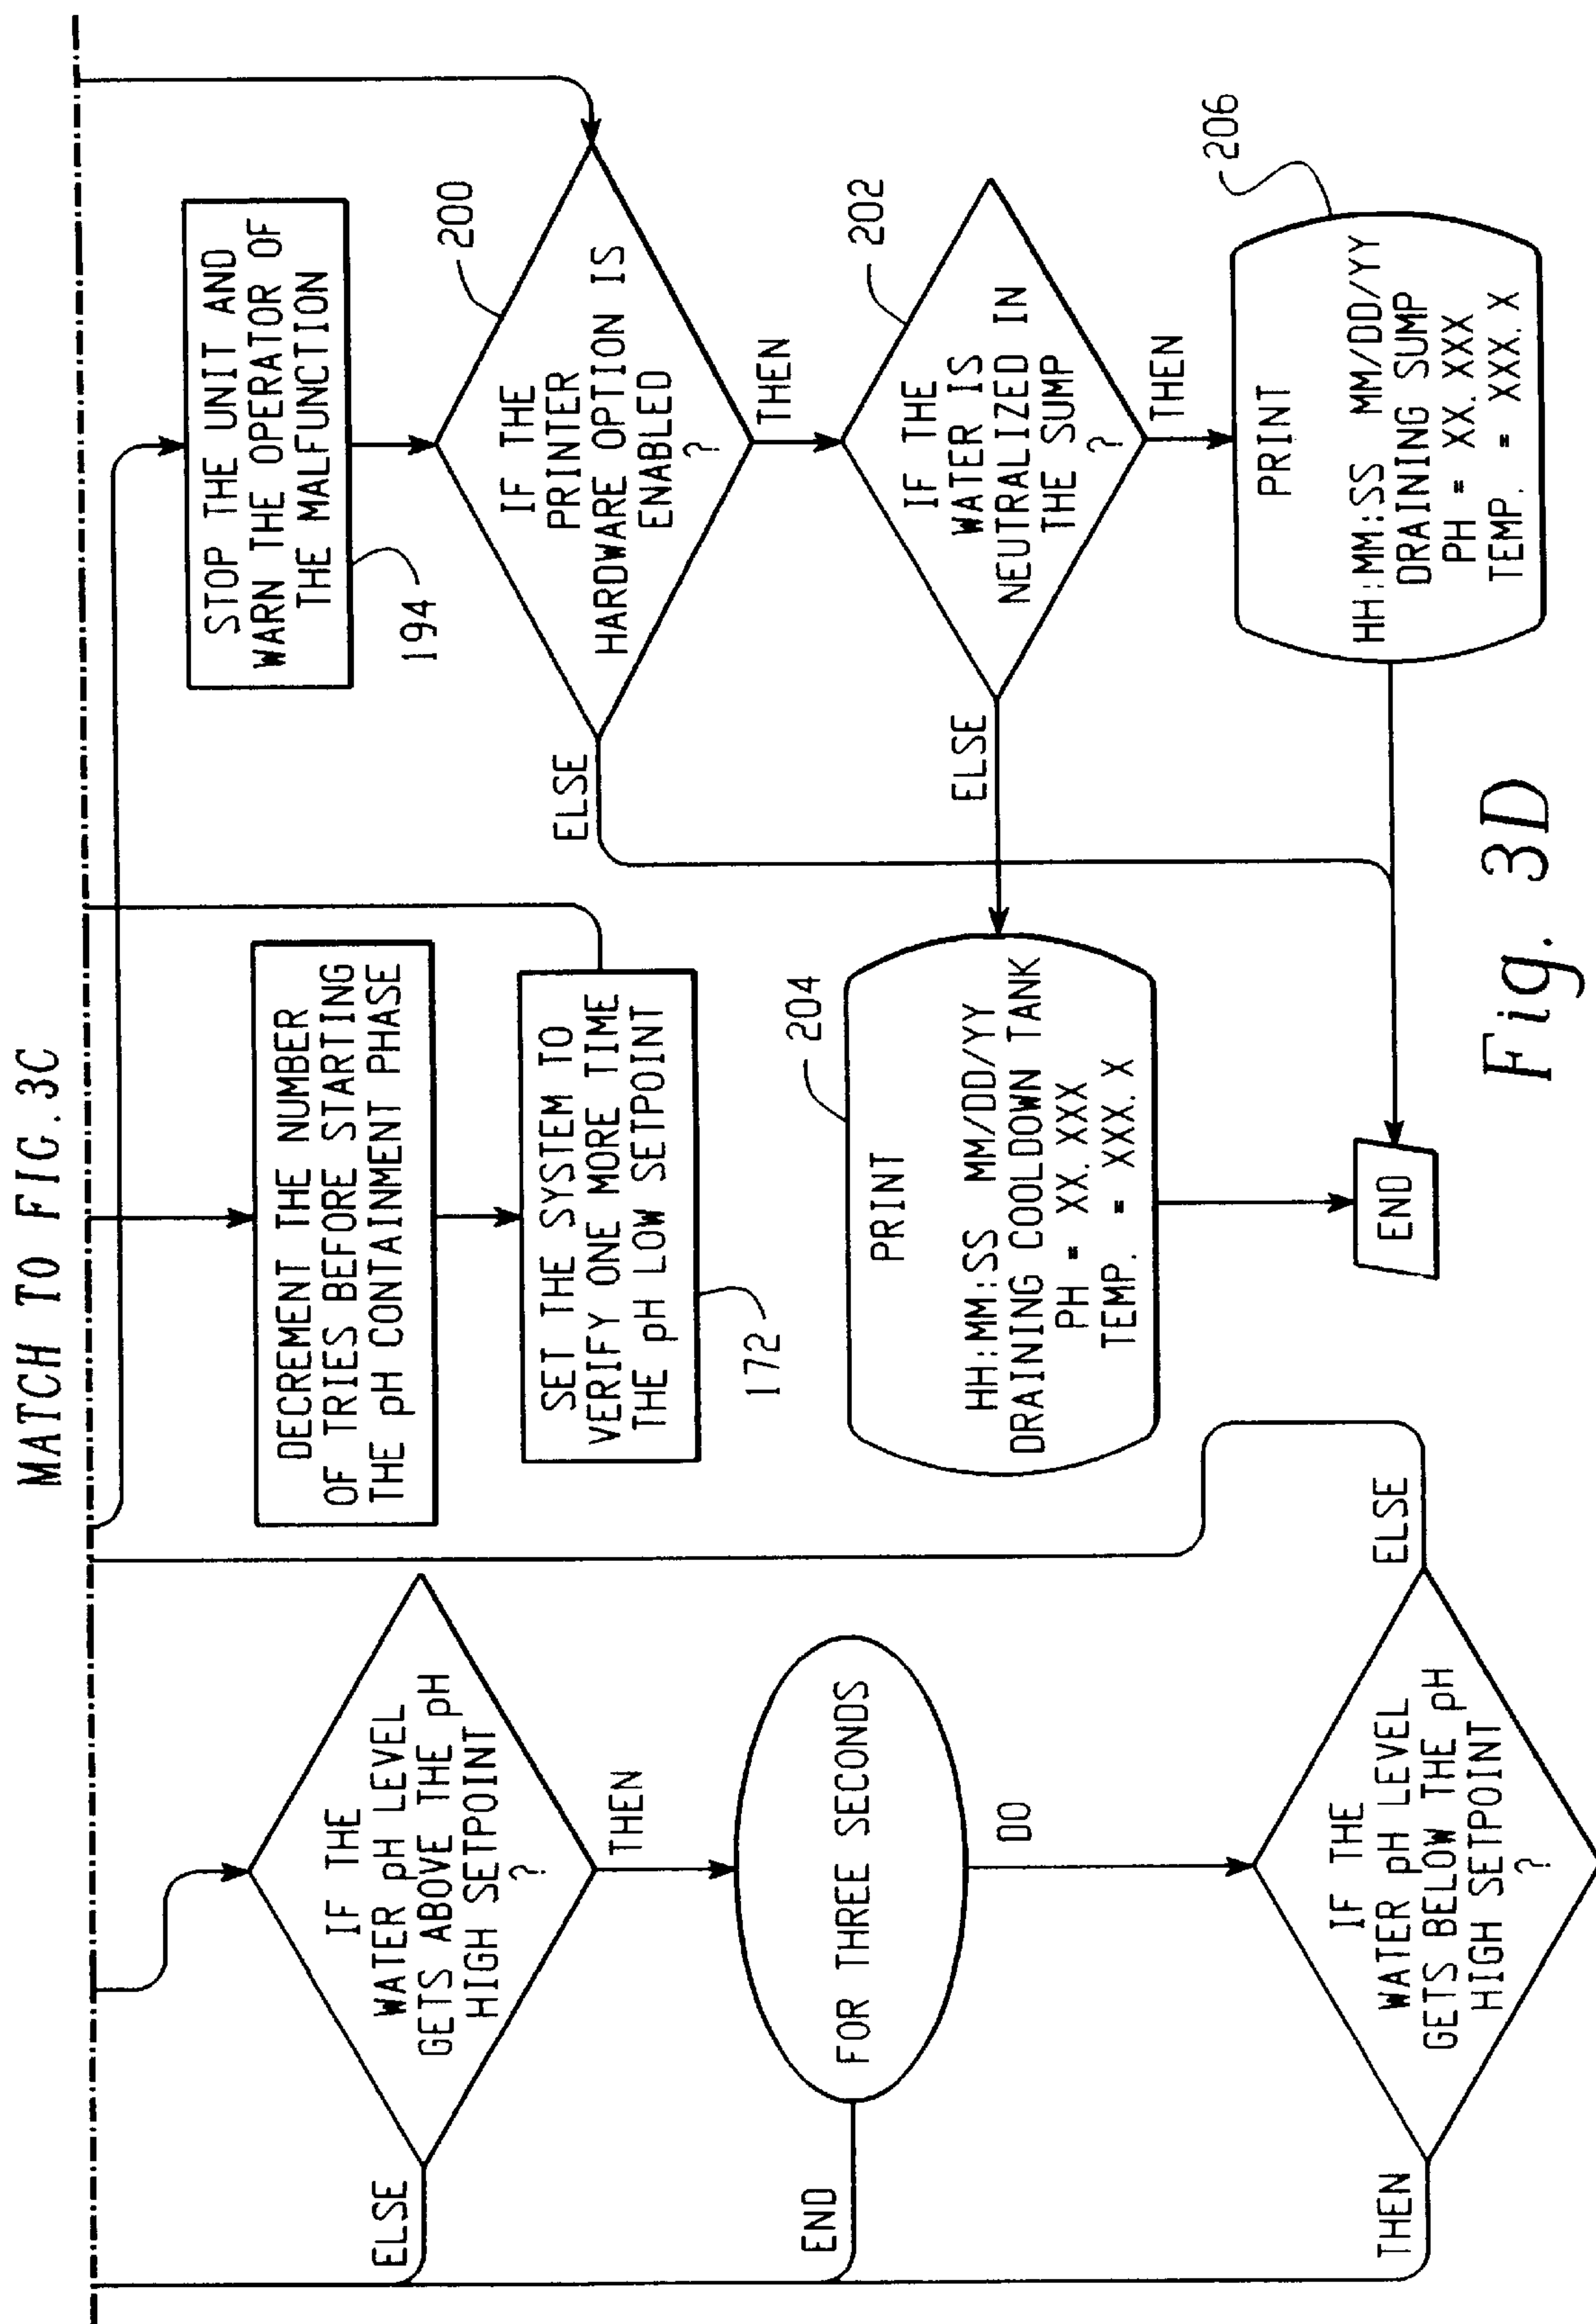 MATCH TO FIG.3C
IF THE
WATER pH LEVEL
GETS ABOVE THE pH
HIGH SETPOINT
?
ELSE
THEN
FOR THREE SECONDS
END
DO
IF THE
WATER pH LEVEL
GETS BELOW THE pH
HIGH SETPOINT
?
THEN
ELSE
DECREMENT THE NUMBER
OF TRIES BEFORE STARTING
THE pH CONTAINMENT PHASE
SET THE SYSTEM TO
VERIFY ONE MORE TIME
THE pH LOW SETPOINT
172
204
PRINT
HH:MM:SS MM/DD/YY
DRAINING COOLDOWN TANK
PH = XX.XXX
TEMP. = XXX.X
END
STOP THE UNIT AND
WARN THE OPERATOR OF
THE MALFUNCTION
194
200
IF THE
PRINTER
HARDWARE OPTION IS
ENABLED
?
ELSE
THEN
202
IF THE
WATER IS
NEUTRALIZED IN
THE SUMP
?
ELSE
THEN
206
PRINT
HH:MM:SS MM/DD/YY
DRAINING SUMP
PH = XX.XXX
TEMP. = XXX.X
Fig. 3D